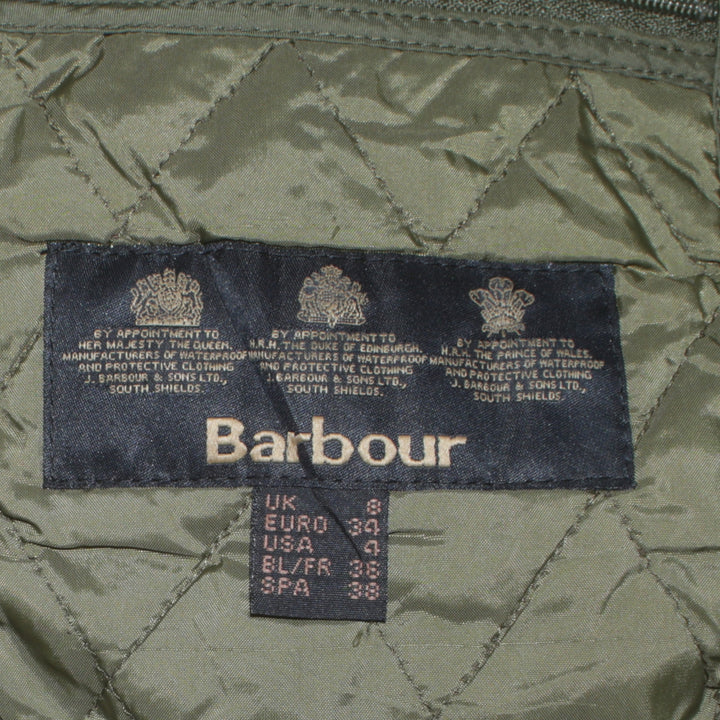 BY APPOINTMENT TO
HER MAJESTY THE QUEEN.
MANUFACTURERS OF WATERPROOF
AND PROTECTIVE CLOTHING
J. BARBOUR & SONS LTD.,
SOUTH SHIELDS.
BY APPOINTMENT TO
H.R.H. THE DUKE OF EDINBURGH.
MANUFACTURERS OF WATERPROOF
AND PROTECTIVE CLOTHING
J. BARBOUR & SONS LTD.,
SOUTH SHIELDS.
BY APPOINTMENT TO
H.R.H. THE PRINCE OF WALES.
MANUFACTURERS OF WATERPROOF
AND PROTECTIVE CLOTHING
J. BARBOUR & SONS LTD.,
SOUTH SHIELDS.
Barbour
UK 8
EURO 34
USA 4
BL/FR 36
SPA 38